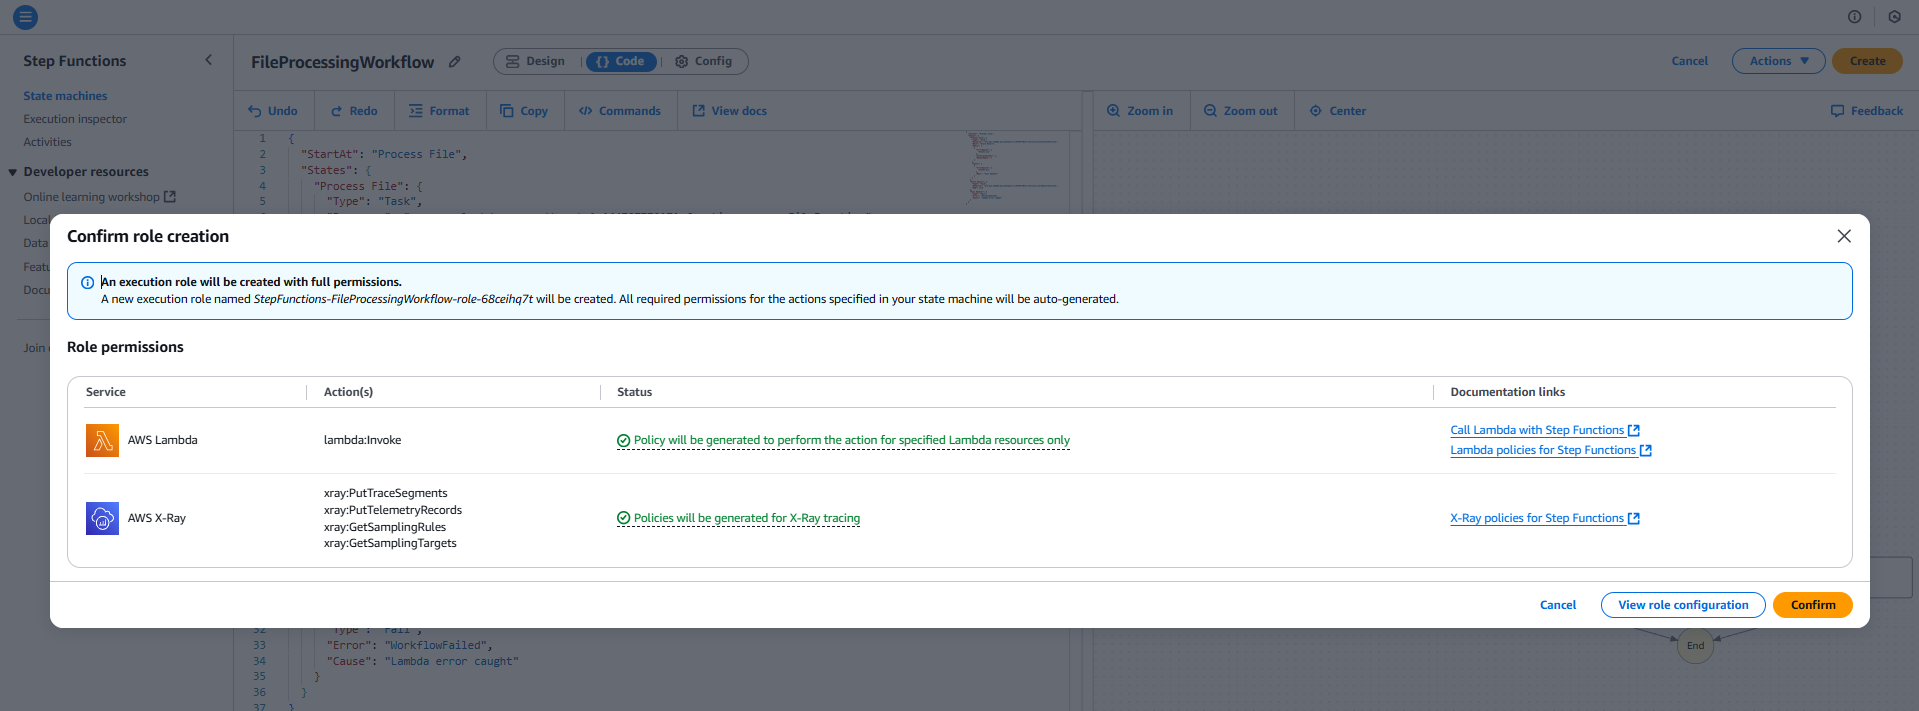 Step Functions
FileProcessingWorkflow
Design
{} Code
Config
Cancel
Actions
Create
State machines
Execution inspector
Activities
Developer resources
Online learning workshop
Local
Data
Docu
Join
Undo
Redo
Format
Copy
Commands
View docs
Zoom in
Zoom out
Center
Feedback
1 {
2 "StartAt": "Process File",
3 "States": {
4 "Process File": {
5 "Type": "Task",
Confirm role creation
An execution role will be created with full permissions.
A new execution role named StepFunctions-FileProcessingWorkflow-role-68ceihq7t will be created. All required permissions for the actions specified in your state machine will be auto-generated.
Role permissions
Service Action(s) Status Documentation links
AWS Lambda lambda:Invoke Policy will be generated to perform the action for specified Lambda resources only
Call Lambda with Step Functions
Lambda policies for Step Functions
AWS X-Ray
xray:PutTraceSegments
xray:PutTelemetryRecords
xray:GetSamplingRules
xray:GetSamplingTargets
Policies will be generated for X-Ray tracing
X-Ray policies for Step Functions
Cancel
View role configuration
Confirm
32 "Type": "Fail",
33 "Error": "WorkflowFailed",
34 "Cause": "Lambda error caught"
35 }
36 }
37 }
End